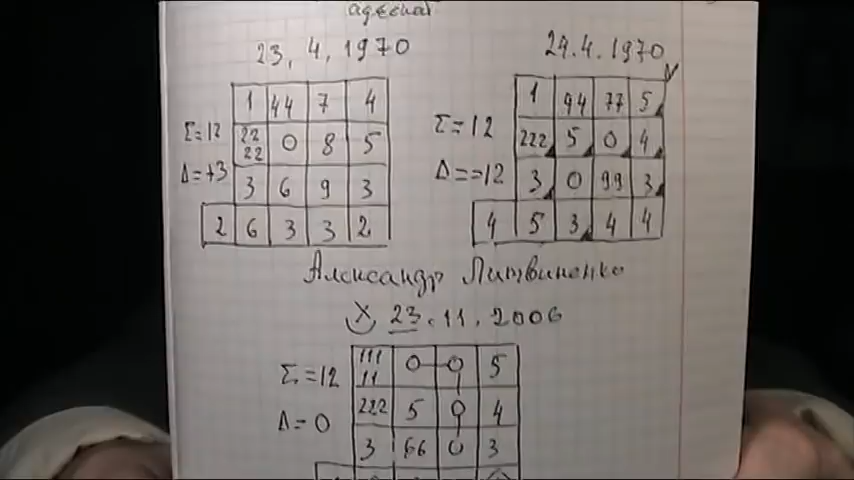 адекват
23, 4, 1970
24.4.1970
1 44 7 4
Σ=12 22 22 0 8 5
Δ=+3 3 6 9 3
2 6 3 3 2
1 94 77 5
Σ=12 222 5 0 4
Δ==12 3 0 99 3
4 5 3 4 4
Александр Литвиненко
X 23.11.2006
Σ=12 111 11 0 0 5
Δ=0 222 5 0 4
3 66 0 3